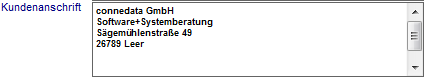 Kundenanschrift
connedata GmbH
Software+Systemberatung
Sägemühlenstraße 49
26789 Leer